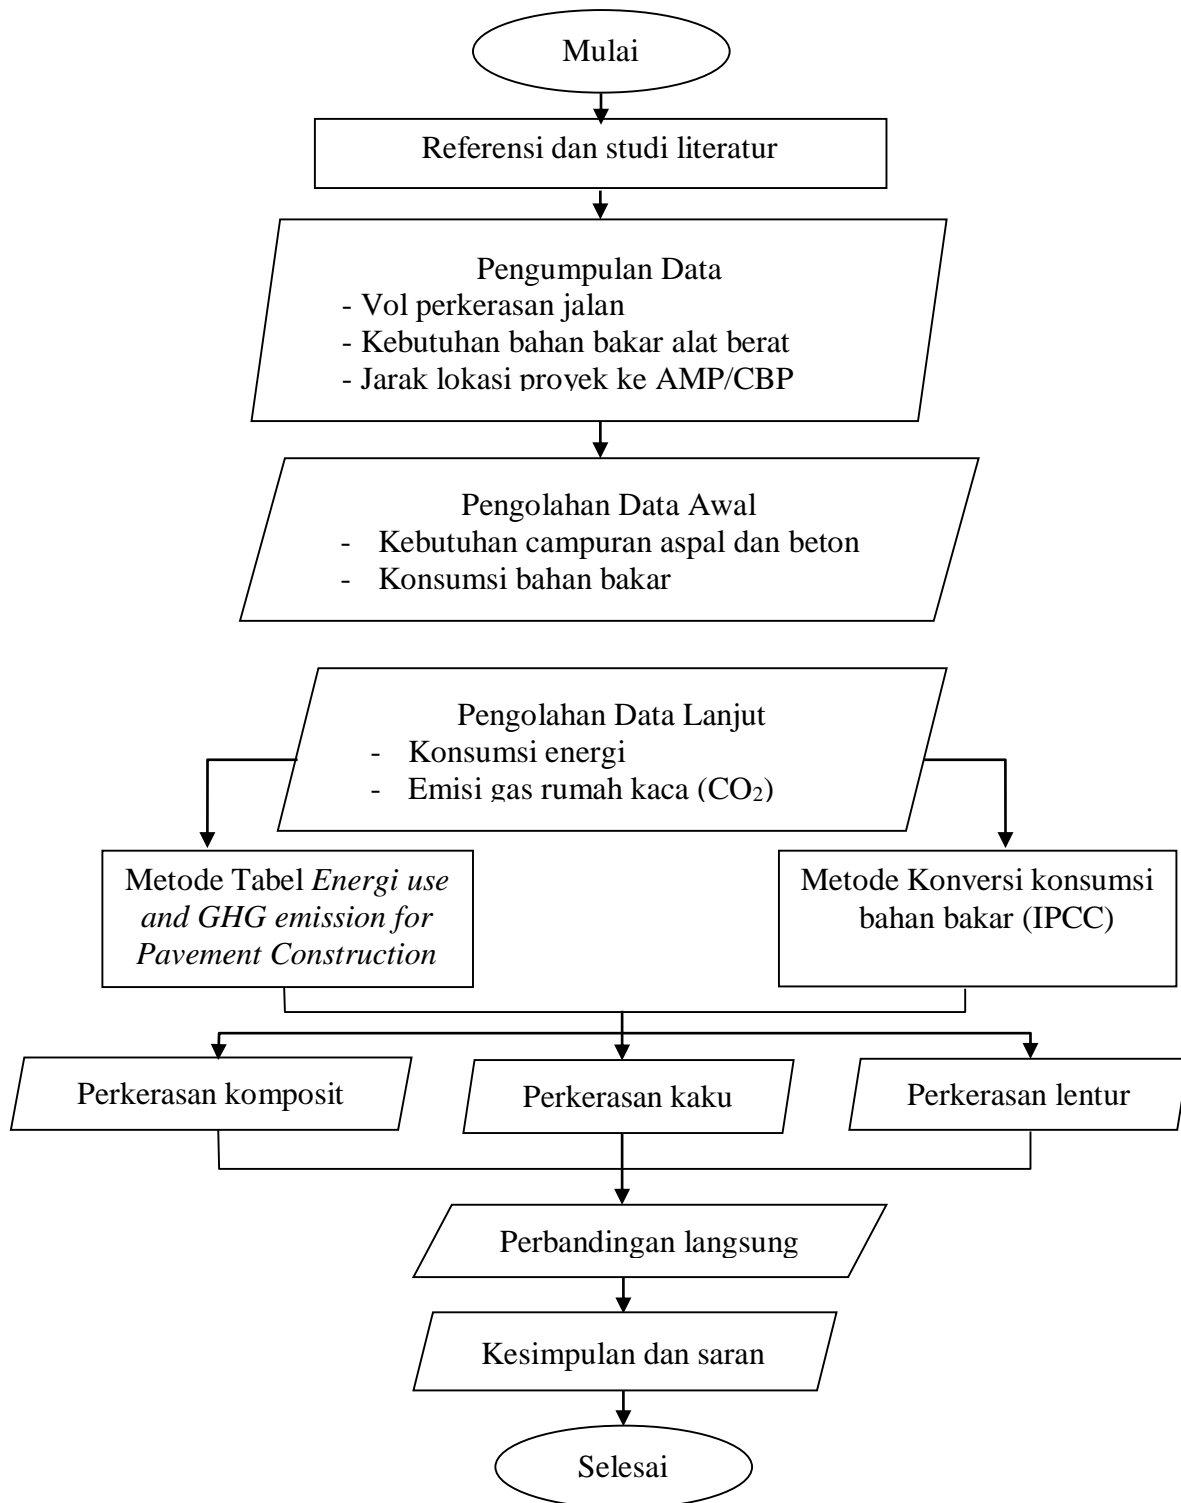 Mulai
Referensi dan studi literatur
Pengumpulan Data
- Vol perkerasan jalan
- Kebutuhan bahan bakar alat berat
- Jarak lokasi proyek ke AMP/CBP
Pengolahan Data Awal
- Kebutuhan campuran aspal dan beton
- Konsumsi bahan bakar
Pengolahan Data Lanjut
- Konsumsi energi
- Emisi gas rumah kaca (CO₂)
Metode Tabel Energi use
and GHG emission for
Pavement Construction
Metode Konversi konsumsi
bahan bakar (IPCC)
Perkerasan komposit
Perkerasan kaku
Perkerasan lentur
Perbandingan langsung
Kesimpulan dan saran
Selesai